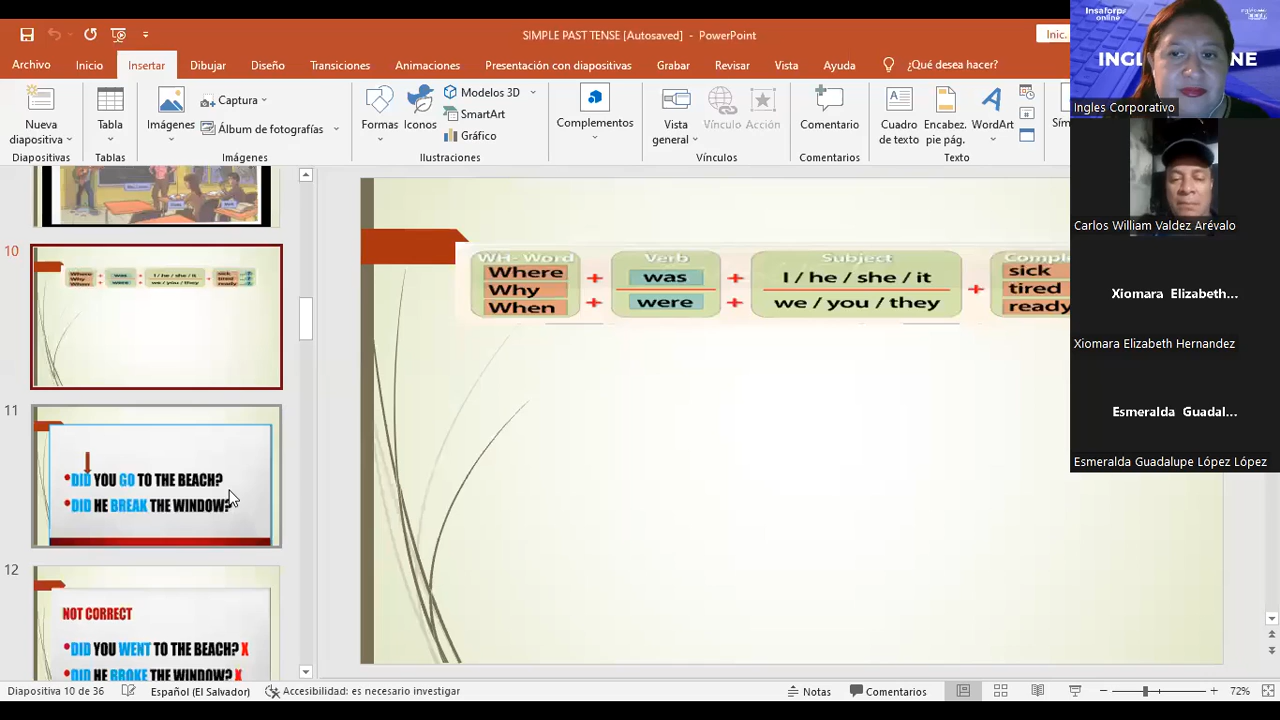 SIMPLE PAST TENSE [Autosaved] - PowerPoint
Inic.
Archivo
Inicio
Insertar
Dibujar
Diseño
Transiciones
Animaciones
Presentación con diapositivas
Grabar
Revisar
Vista
Ayuda
¿Qué desea hacer?
Nueva diapositiva
Tabla
Imágenes
Captura
Álbum de fotografías
Formas
Iconos
Modelos 3D
SmartArt
Gráfico
Complementos
Vista general
Vínculo
Acción
Comentario
Cuadro de texto
Encabez. pie pág.
WordArt
Sím
Diapositivas
Tablas
Imágenes
Ilustraciones
Vínculos
Comentarios
Texto
10
11
DID YOU GO TO THE BEACH?
DID HE BREAK THE WINDOW?
12
NOT CORRECT
DID YOU WENT TO THE BEACH? X
DID HE BROKE THE WINDOW? X
WH- Word
Where
Why
When
+
+
Verb
was
were
+
+
Subject
I / he / she / it
we / you / they
+
Comple
sick
tired
ready
Insaforp
online
INGL
NE
Ingles Corporativo
Carlos William Valdez Arévalo
Xiomara Elizabeth...
Xiomara Elizabeth Hernandez
Esmeralda Guadal...
Esmeralda Guadalupe López López
Diapositiva 10 de 36
Español (El Salvador)
Accesibilidad: es necesario investigar
Notas
Comentarios
72%